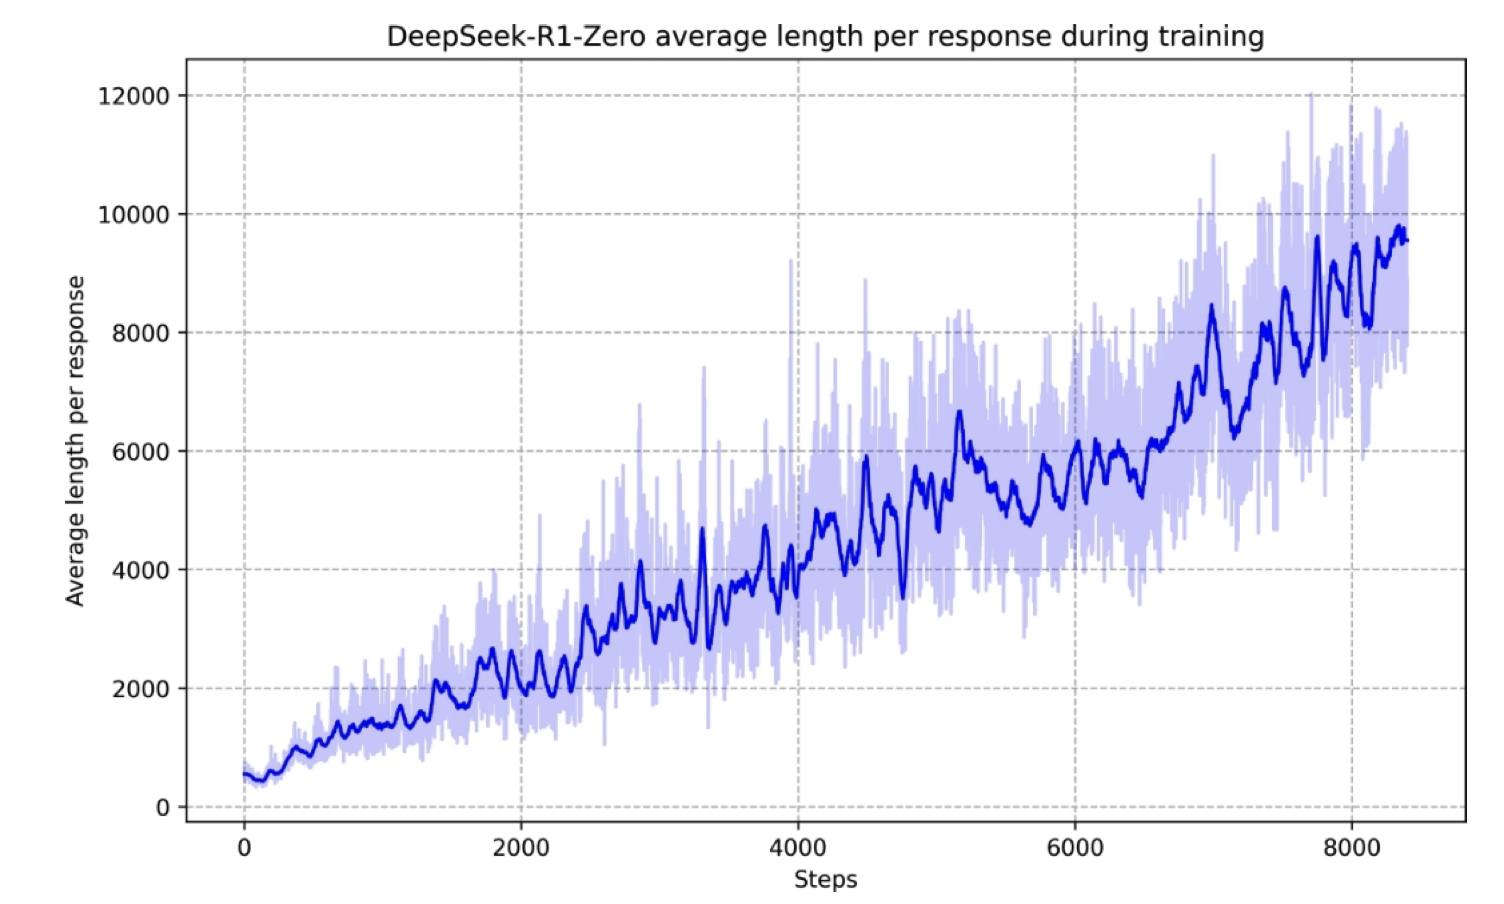 DeepSeek-R1-Zero average length per response during training
12000
10000
8000
6000
4000
2000
0
Average length per response
0 2000 4000 6000 8000
Steps